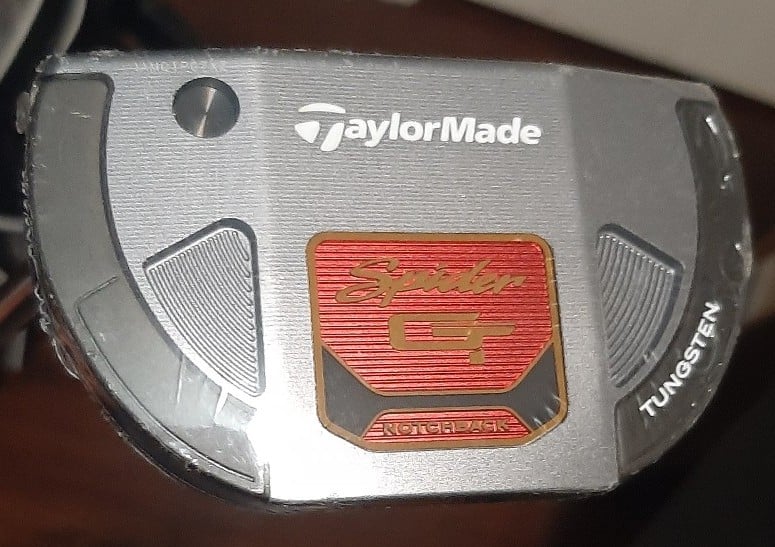 TaylorMade
Spider
GT
NOTCHBACK
TUNGSTEN